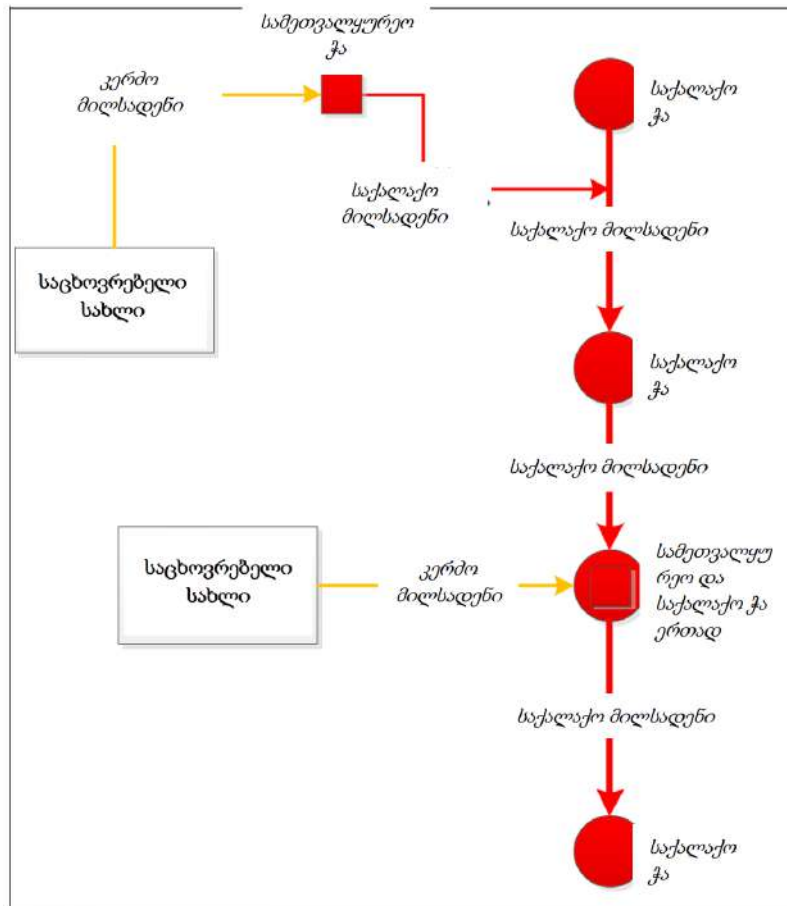 სამეთვალყურეო
ჭა
კერძო
მილსადენი
საქალაქო
ჭა
საქალაქო
მილსადენი
საქალაქო მილსადენი
საცხოვრებელი
სახლი
საქალაქო
ჭა
საქალაქო მილსადენი
საცხოვრებელი
სახლი
კერძო
მილსადენი
სამეთვალყუ
რეო და
საქალაქო ჭა
ერთად
საქალაქო მილსადენი
საქალაქო
ჭა